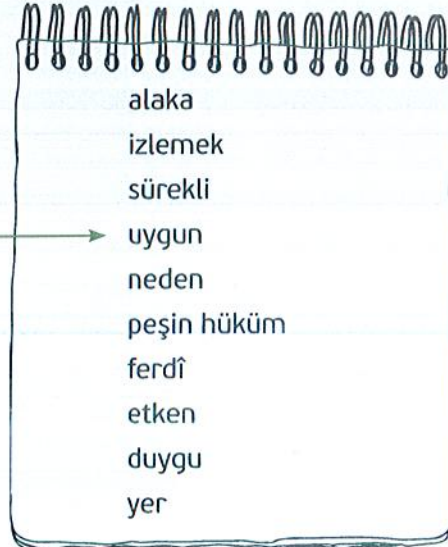 alaka
izlemek
sürekli
uygun
neden
peşin hüküm
ferdî
etken
duygu
yer